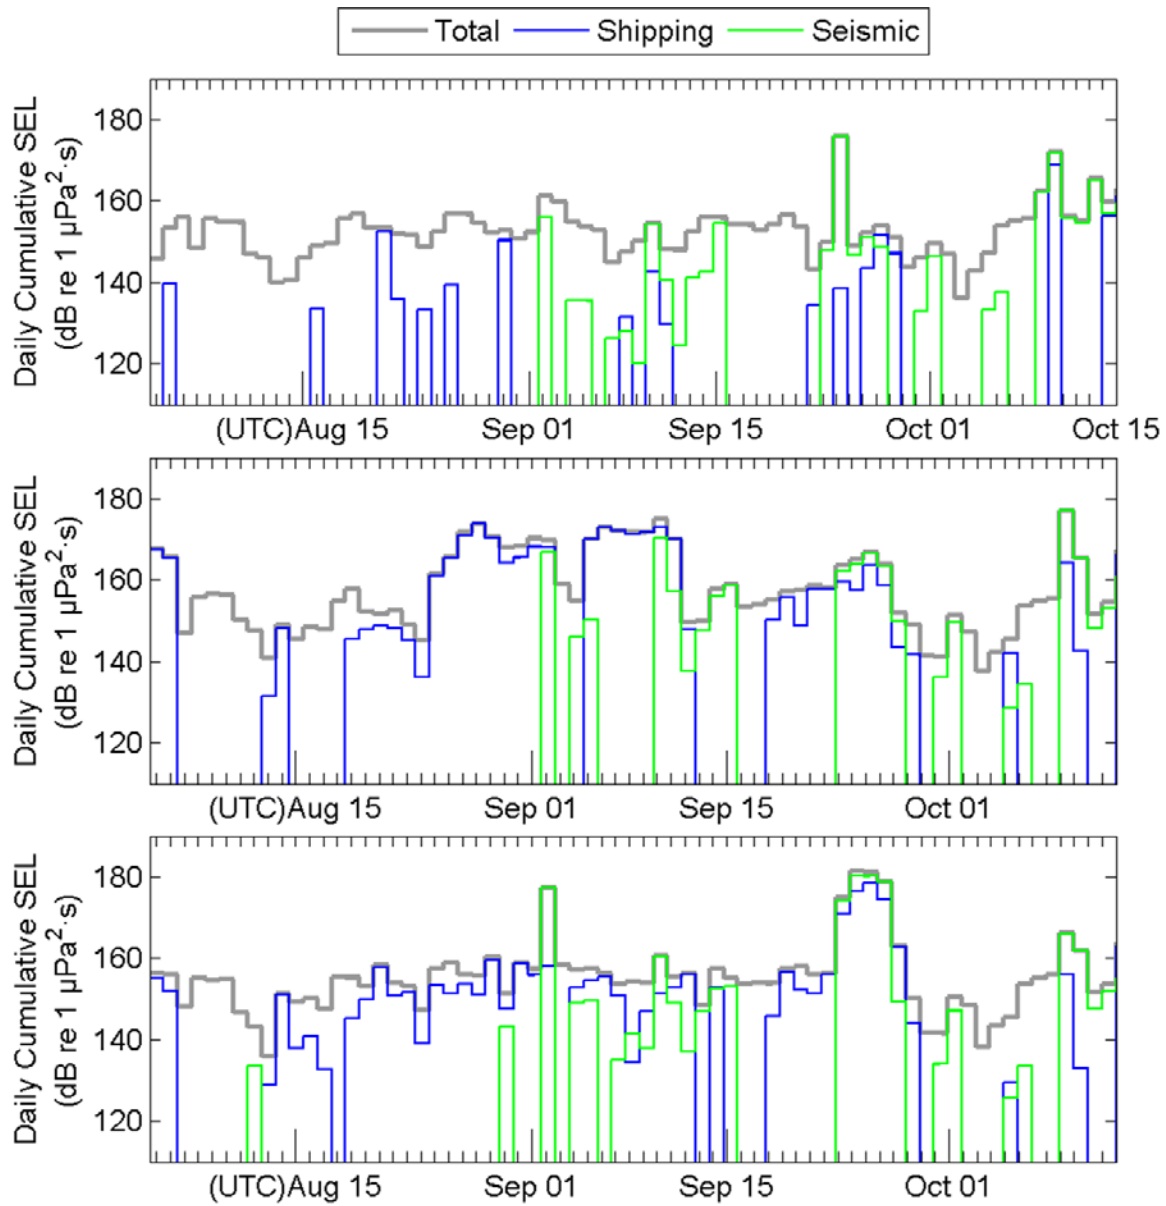 Total Shipping Seismic
Daily Cumulative SEL
(dB re 1 µPa²·s)
180
160
140
120
(UTC)Aug 15 Sep 01 Sep 15 Oct 01 Oct 15
Daily Cumulative SEL
(dB re 1 µPa²·s)
180
160
140
120
(UTC)Aug 15 Sep 01 Sep 15 Oct 01
Daily Cumulative SEL
(dB re 1 µPa²·s)
180
160
140
120
(UTC)Aug 15 Sep 01 Sep 15 Oct 01